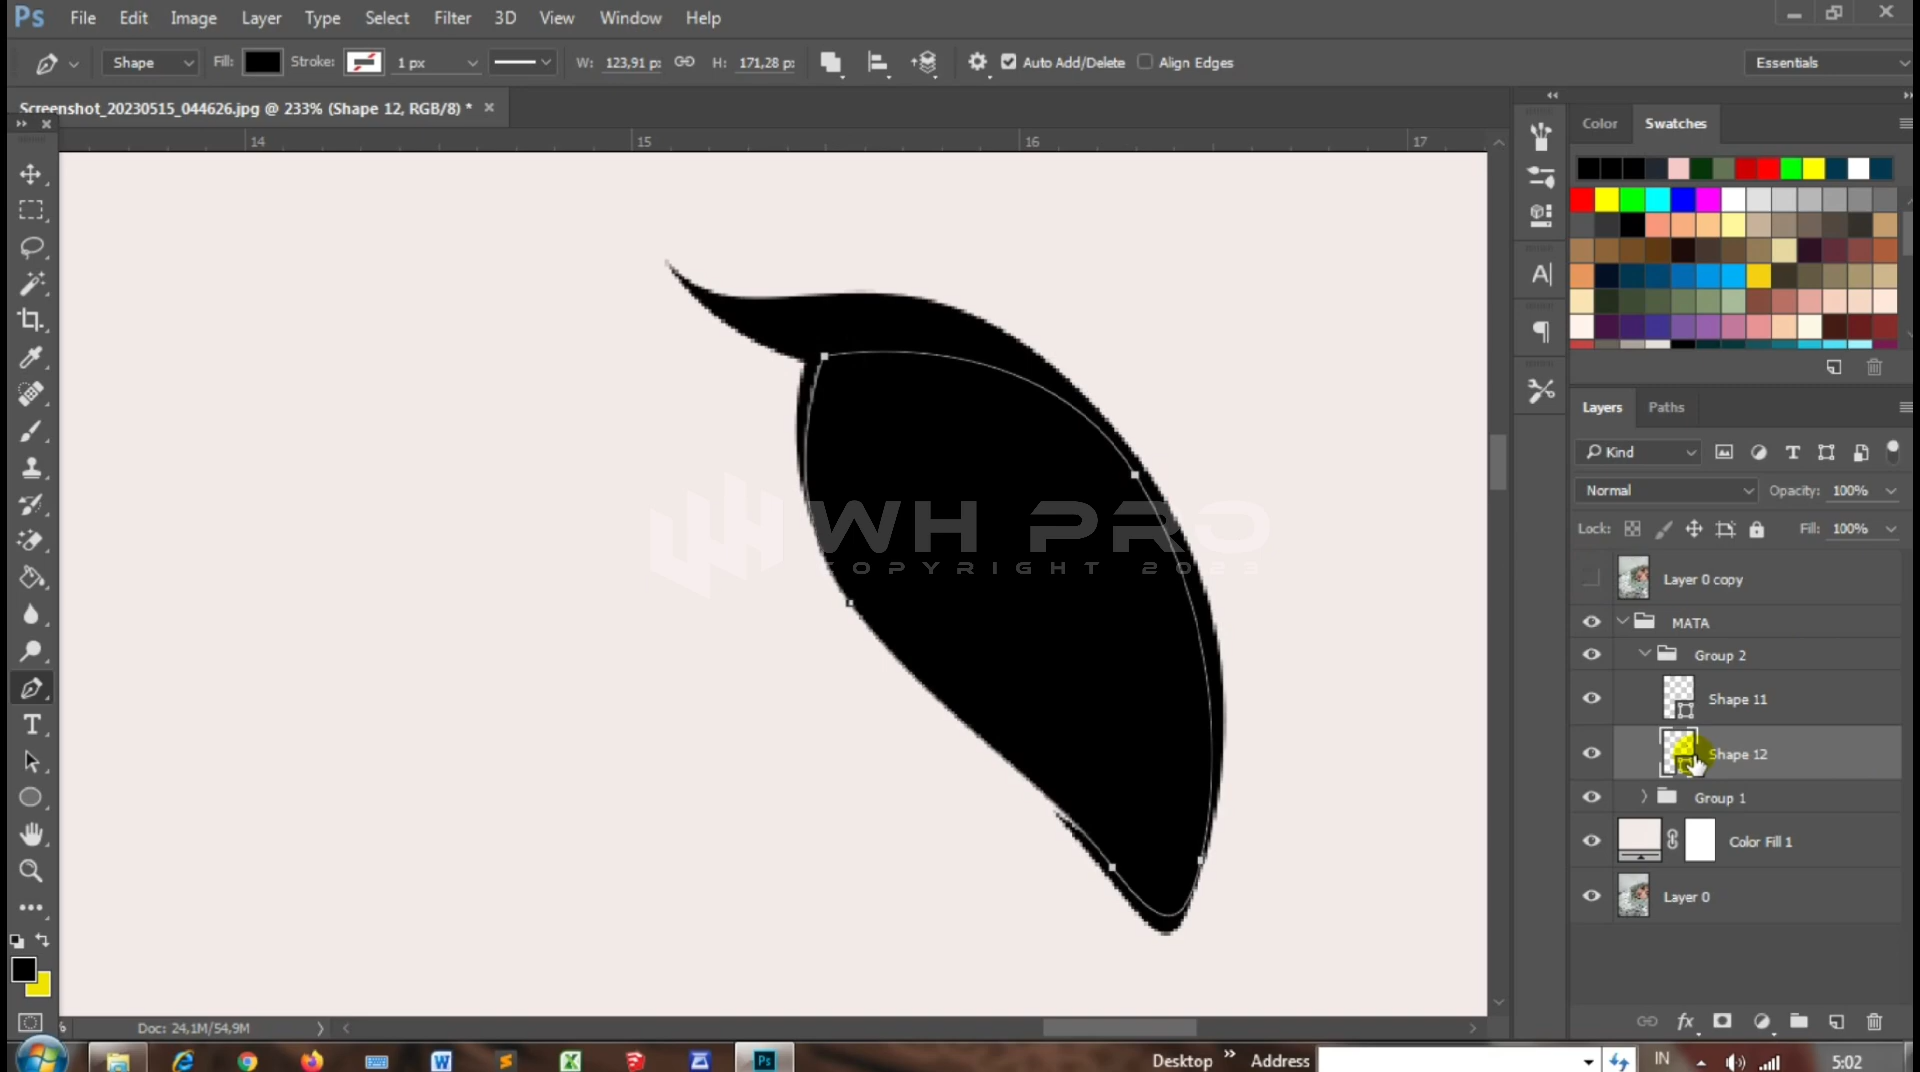 Ps File Edit Image Layer Type Select Filter 3D View Window Help
Shape Fill: Stroke: 1 px W: 123,91 p: H: 171,28 p: Auto Add/Delete Align Edges Essentials
Screenshot_20230515_044626.jpg @ 233% (Shape 12, RGB/8) *
14 15 16 17
Color Swatches
Layers Paths
Kind
Normal Opacity: 100%
Lock: Fill: 100%
Layer 0 copy
MATA
Group 2
Shape 11
Shape 12
Group 1
Color Fill 1
Layer 0
WH PRO
COPYRIGHT 2023
% Doc: 24,1M/54,9M
Desktop Address IN 5:02